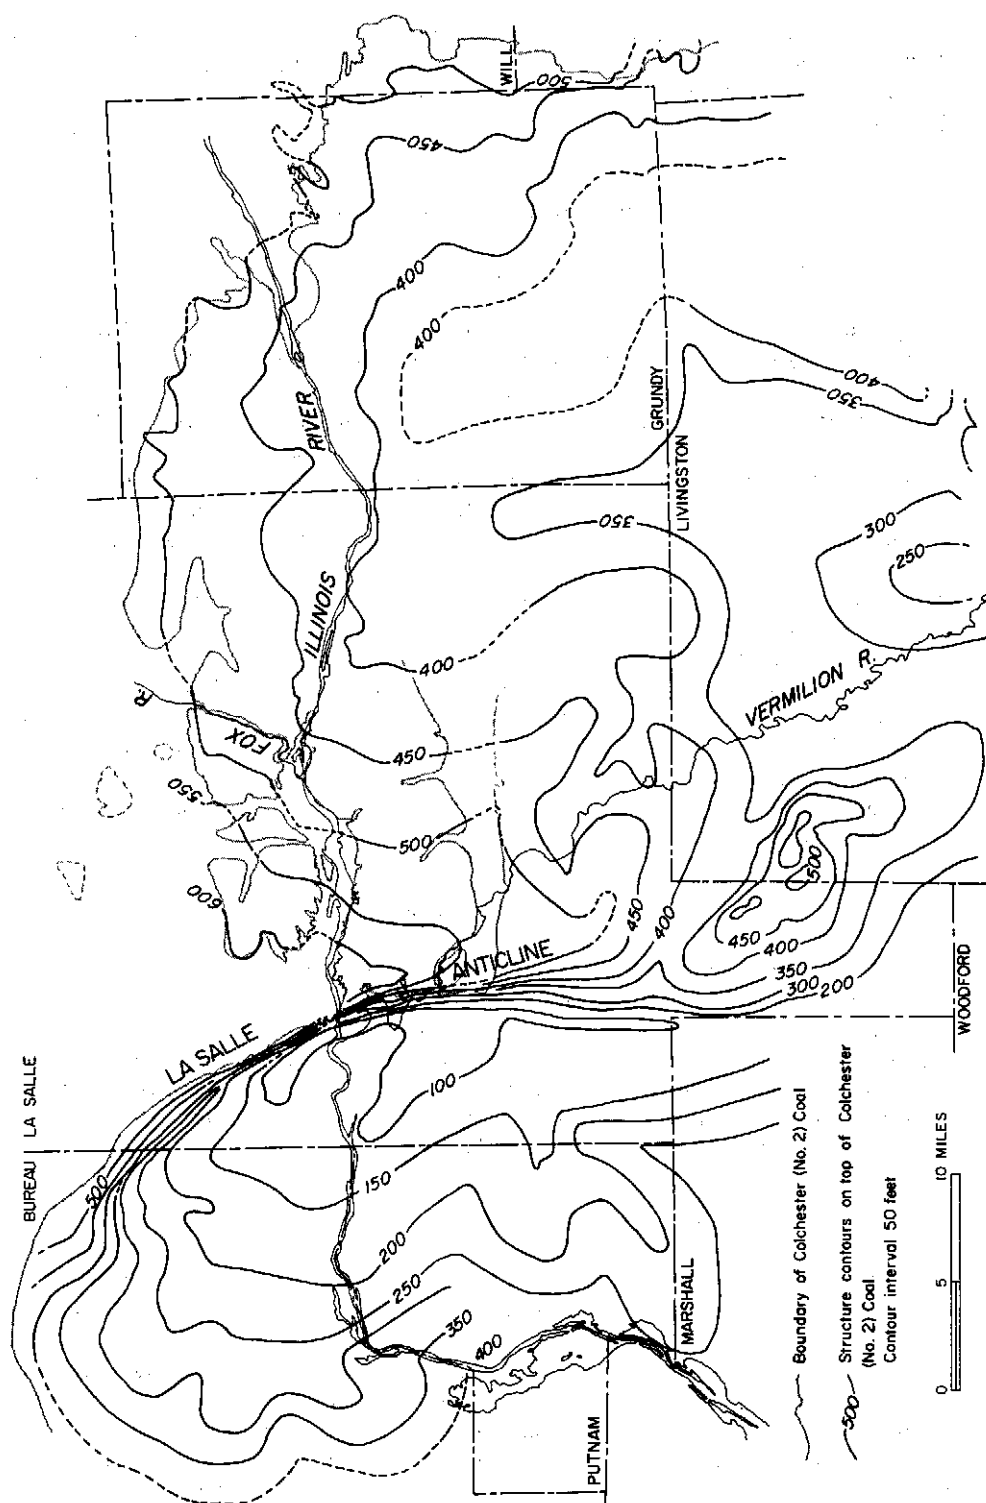 BUREAU
LA SALLE
WILL
500
450
RIVER
400
400
GRUNDY
LIVINGSTON
400
350
350
ILLINOIS
300
250
R.
FOX
400
VERMILION R.
450
550
500
600
500
450
400
ANTICLINE
450
400
350
300
200
WOODFORD
LA SALLE
500
100
150
200
250
350
400
MARSHALL
PUTNAM
Boundary of Colchester (No. 2) Coal
500
Structure contours on top of Colchester
(No. 2) Coal
Contour interval 50 feet
0 5 10 MILES